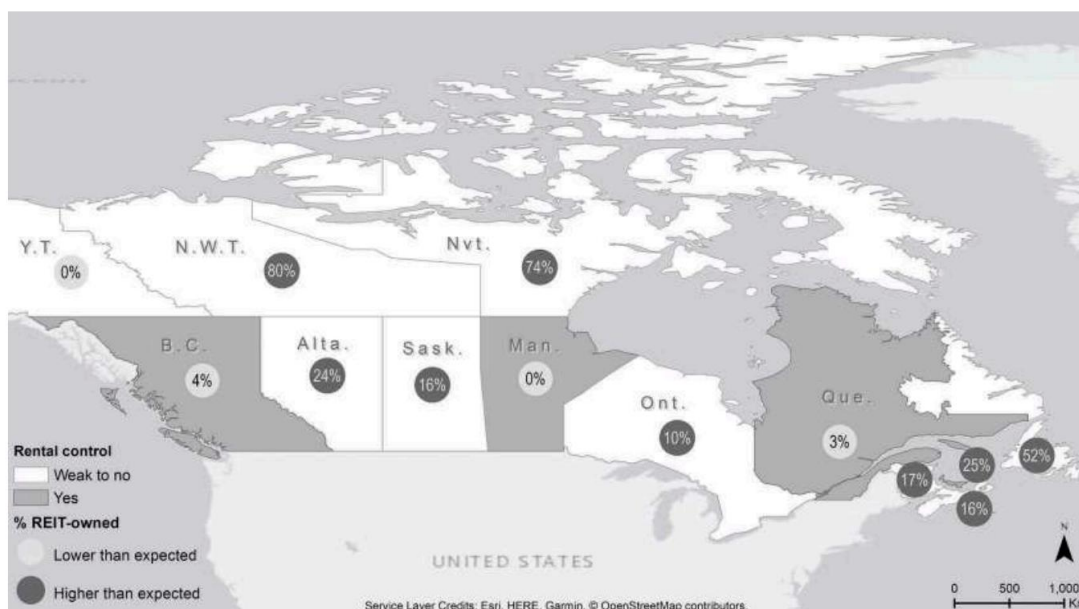 Y.T.
N.W.T.
Nvt.
0%
80%
74%
B.C.
Alta.
Sask.
Man.
4%
24%
16%
0%
Ont.
10%
Que.
3%
17%
25%
52%
16%
Rental control
Weak to no
Yes
% REIT-owned
Lower than expected
Higher than expected
UNITED STATES
N
0 500 1,000
Service Layer Credits: Esri, HERE, Garmin, © OpenStreetMap contributors.